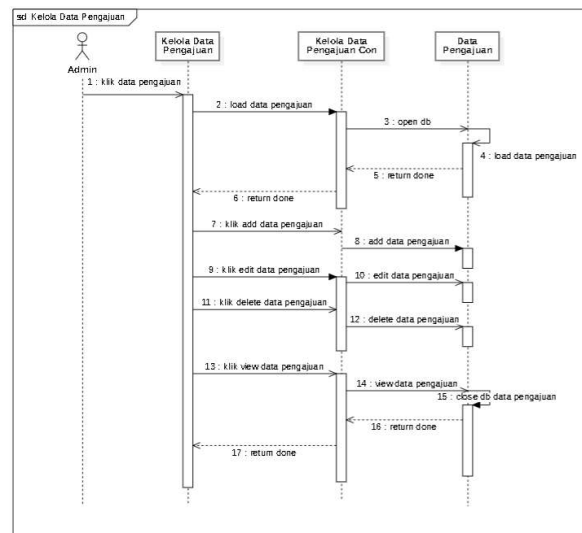 sd Kelola Data Pengajuan
Kelola Data
Pengajuan
Kelola Data
Pengajuan Con
Data
Pengajuan
Admin
1 : klik data pengajuan
2 : load data pengajuan
3 : open db
4 : load data pengajuan
5 : return done
6 : return done
7 : klik add data pengajuan
8 : add data pengajuan
9 : klik edit data pengajuan
10 : edit data pengajuan
11 : klik delete data pengajuan
12 : delete data pengajuan
13 : klik view data pengajuan
14 : view data pengajuan
15 : close db data pengajuan
16 : return done
17 : return done